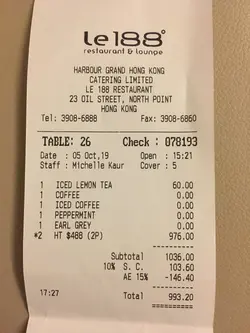 Le188°
restaurant & lounge
HARBOUR GRAND HONG KONG
CATERING LIMITED
LE 188 RESTAURANT
23 OIL STREET, NORTH POINT
HONG KONG
Tel: 3908-6888 Fax: 3908-6860
TABLE: 26 Check : 078193
Date : 05 Oct,19 Open : 15:21
Staff : Michelle Kaur Cover : 5
1 ICED LEMON TEA 60.00
1 COFFEE 0.00
1 ICED COFFEE 0.00
1 PEPPERMINT 0.00
1 EARL GREY 0.00
*2 HT $488 (2P) 976.00
Subtotal 1036.00
10% S. C. 103.60
AE 15% -146.40
17:27 Total 993.20